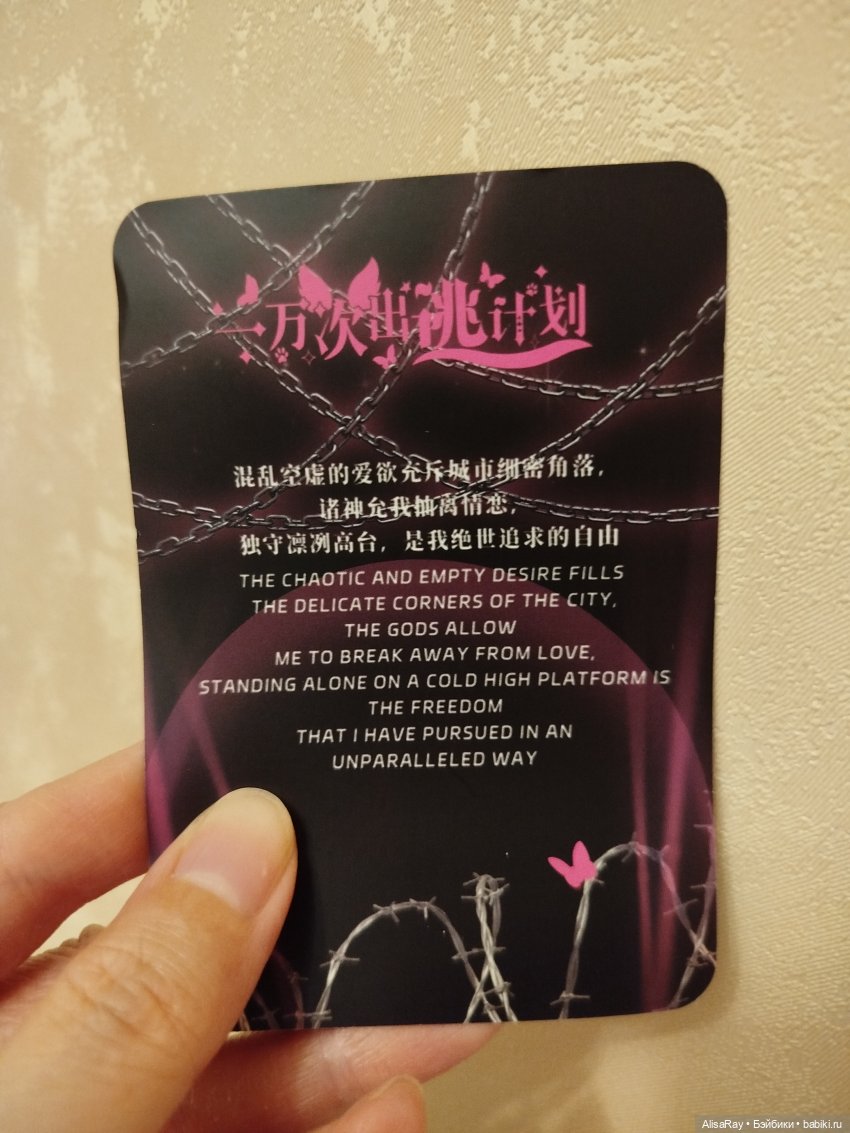 一万次出逃计划
混乱空虚的爱欲充斥城市细密角落，
诸神允我抽离情恋，
独守凛冽高台，是我绝世追求的自由
THE CHAOTIC AND EMPTY DESIRE FILLS
THE DELICATE CORNERS OF THE CITY,
THE GODS ALLOW
ME TO BREAK AWAY FROM LOVE,
STANDING ALONE ON A COLD HIGH PLATFORM IS
THE FREEDOM
THAT I HAVE PURSUED IN AN
UNPARALLELED WAY
AlisaRay • Бэйбики • babiki.ru